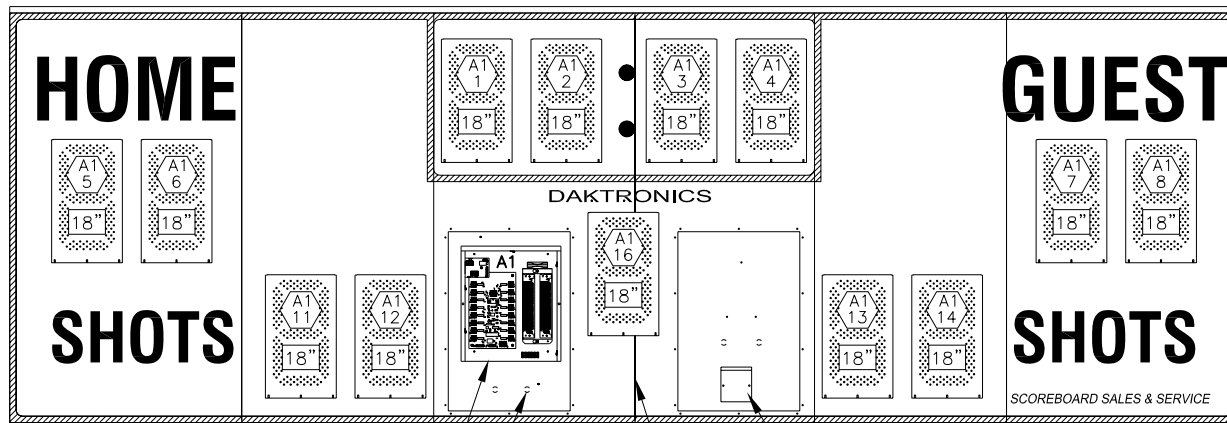 HOME
GUEST
A1
1
18"
A1
2
18"
A1
3
18"
A1
4
18"
A1
5
18"
A1
6
18"
A1
7
18"
A1
8
18"
DAKTRONICS
A1
A1
16
18"
SHOTS
A1
11
18"
A1
12
18"
A1
13
18"
A1
14
18"
SHOTS
SCOREBOARD SALES & SERVICE